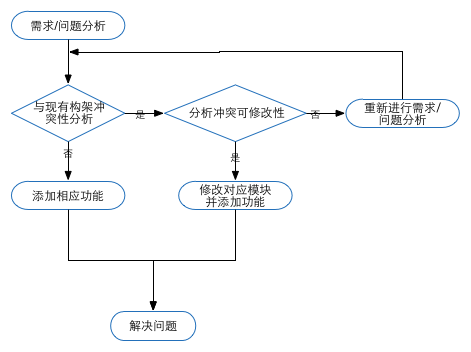 需求/问题分析
与现有构架冲
突性分析
是
分析冲突可修改性
否
重新进行需求/
问题分析
否
是
添加相应功能
修改对应模块
并添加功能
解决问题